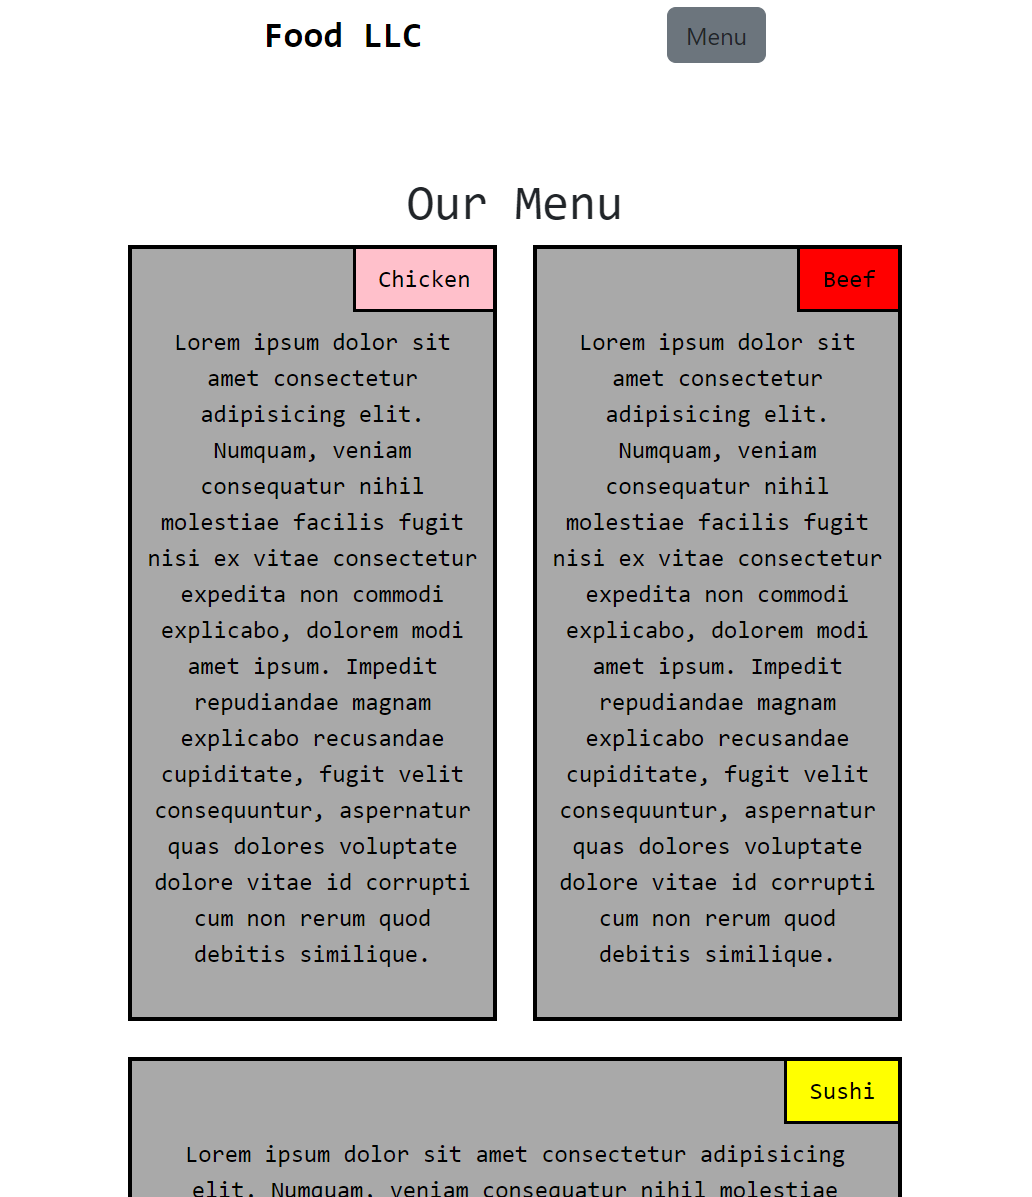 Food LLC
Menu
Our Menu
Chicken
Lorem ipsum dolor sit
amet consectetur
adipisicing elit.
Numquam, veniam
consequatur nihil
molestiae facilis fugit
nisi ex vitae consectetur
expedita non commodi
explicabo, dolorem modi
amet ipsum. Impedit
repudiandae magnam
explicabo recusandae
cupiditate, fugit velit
consequuntur, aspernatur
quas dolores voluptate
dolore vitae id corrupti
cum non rerum quod
debitis similique.
Beef
Lorem ipsum dolor sit
amet consectetur
adipisicing elit.
Numquam, veniam
consequatur nihil
molestiae facilis fugit
nisi ex vitae consectetur
expedita non commodi
explicabo, dolorem modi
amet ipsum. Impedit
repudiandae magnam
explicabo recusandae
cupiditate, fugit velit
consequuntur, aspernatur
quas dolores voluptate
dolore vitae id corrupti
cum non rerum quod
debitis similique.
Sushi
Lorem ipsum dolor sit amet consectetur adipisicing
elit. Numquam, veniam consequatur nihil molestiae